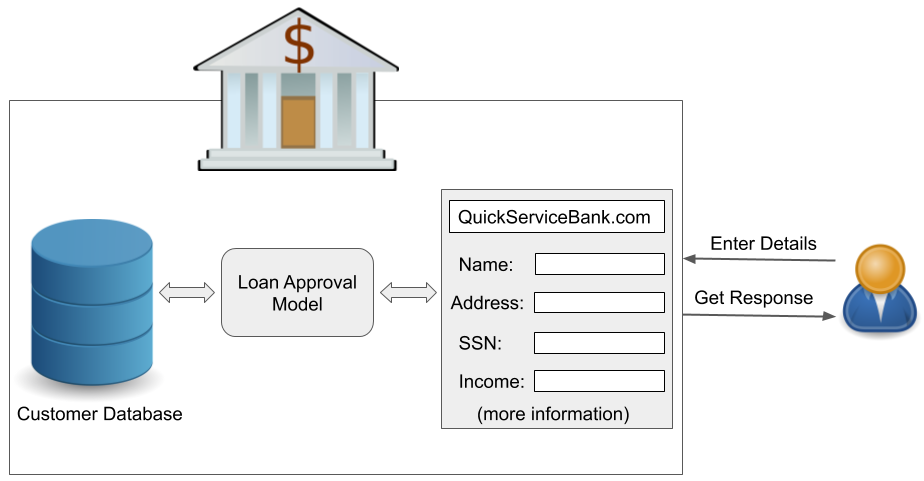 $
QuickServiceBank.com
Enter Details
Name:
Loan Approval
Model
Get Response
Address:
SSN:
Income:
Customer Database
(more information)